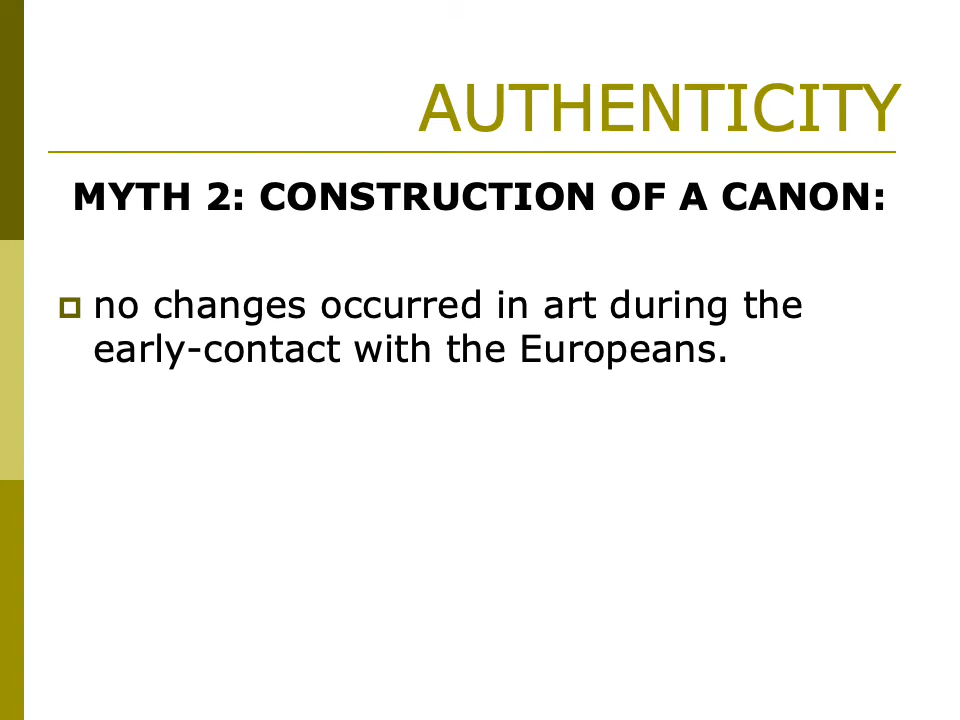 AUTHENTICITY
MYTH 2: CONSTRUCTION OF A CANON:
no changes occurred in art during the
early-contact with the Europeans.